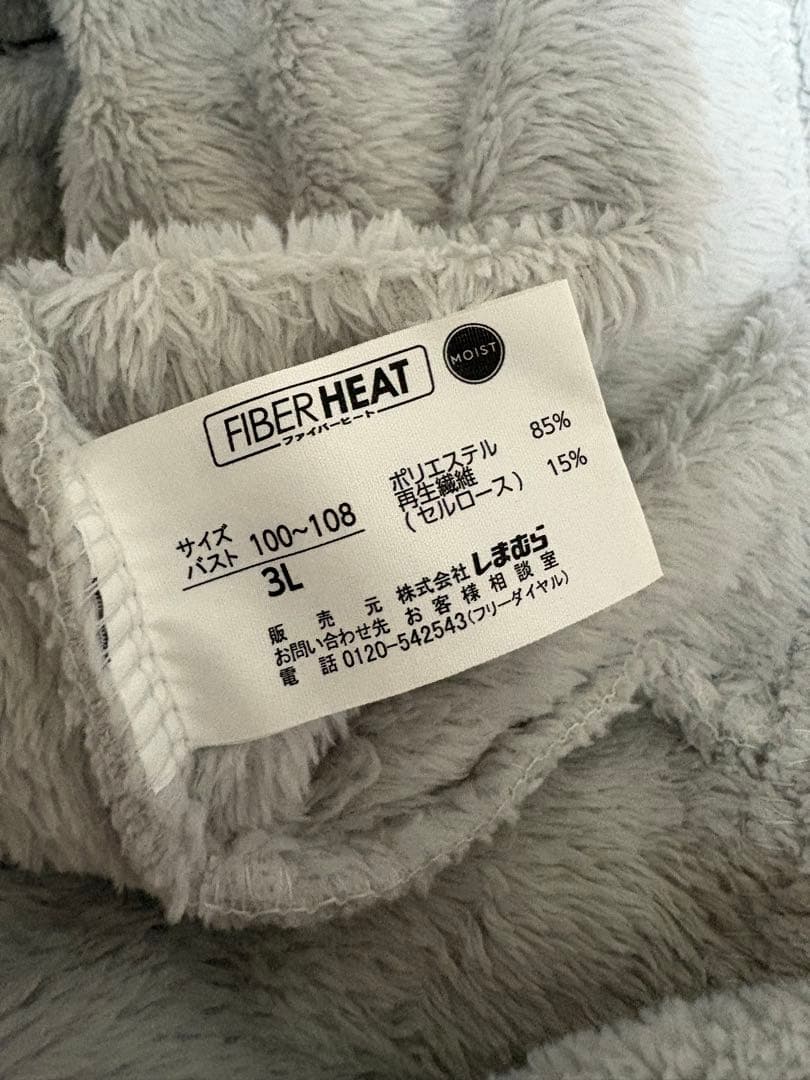 FIBER HEAT
ファイバーヒート
MOIST
サイズ
バスト 100~108
3L
ポリエステル 85%
再生繊維
(セルロース) 15%
販売元 株式会社しまむら
お問い合わせ先 お客様相談室
電話 0120-542543(フリーダイヤル)